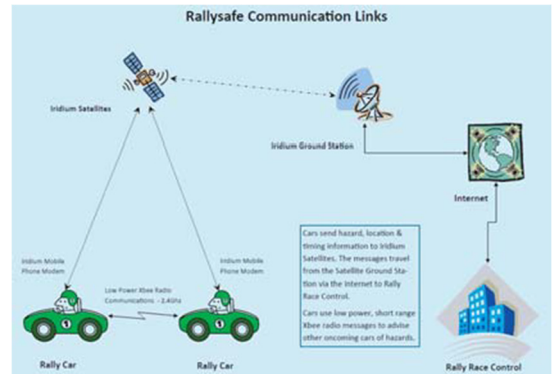 Rallysafe Communication Links
Iridium Satellites
Iridium Ground Station
Internet
Iridium Mobile
Phone Modem
Low Power Xbee Radio
Communications - 2.4Ghz
Iridium Mobile
Phone Modem
Cars send hazard, location &
timing information to Iridium
Satellites. The messages travel
from the Satellite Ground Sta-
tion via the Internet to Rally
Race Control.
Cars use low power, short range
Xbee radio messages to advise
other oncoming cars of hazards.
1
1
Rally Car
Rally Car
Rally Race Control